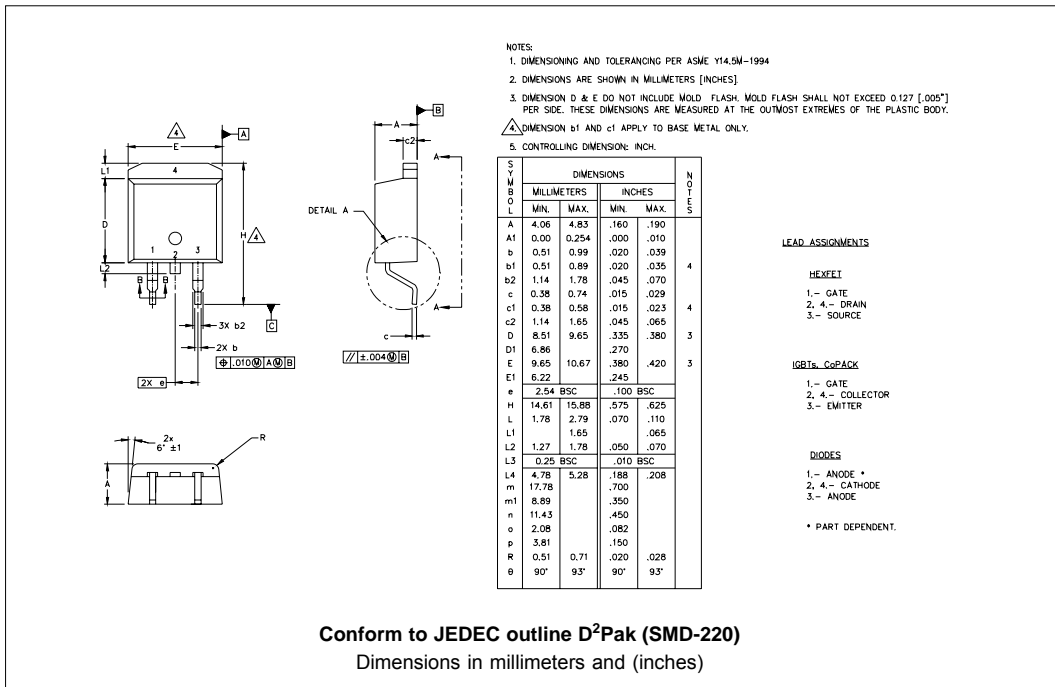 NOTES:
1. DIMENSIONING AND TOLERANCING PER ASME Y14.5M-1994
2. DIMENSIONS ARE SHOWN IN MILLIMETERS [INCHES].
3. DIMENSION D & E DO NOT INCLUDE MOLD FLASH. MOLD FLASH SHALL NOT EXCEED 0.127 [.005"]
PER SIDE. THESE DIMENSIONS ARE MEASURED AT THE OUTMOST EXTREMES OF THE PLASTIC BODY.
4. DIMENSION b1 AND c1 APPLY TO BASE METAL ONLY.
5. CONTROLLING DIMENSION: INCH.
4
E
A
L1
4
D
H
4
1 2 3
L2
B B
C
3X b2
2X b
⌖ .010 Ⓜ A Ⓜ B
2X e
B
A
c2
A
DETAIL A
A
c
// ±.004 Ⓜ B
2x
6° ±1
R
A
SYMBOL DIMENSIONS NOTES
MILLIMETERS INCHES
MIN. MAX. MIN. MAX.
A 4.06 4.83 .160 .190
A1 0.00 0.254 .000 .010
b 0.51 0.99 .020 .039
b1 0.51 0.89 .020 .035 4
b2 1.14 1.78 .045 .070
c 0.38 0.74 .015 .029
c1 0.38 0.58 .015 .023 4
c2 1.14 1.65 .045 .065
D 8.51 9.65 .335 .380 3
D1 6.86 .270
E 9.65 10.67 .380 .420 3
E1 6.22 .245
e 2.54 BSC .100 BSC
H 14.61 15.88 .575 .625
L 1.78 2.79 .070 .110
L1 1.65 .065
L2 1.27 1.78 .050 .070
L3 0.25 BSC .010 BSC
L4 4.78 5.28 .188 .208
m 17.78 .700
m1 8.89 .350
n 11.43 .450
o 2.08 .082
p 3.81 .150
R 0.51 0.71 .020 .028
θ 90° 93° 90° 93°
LEAD ASSIGNMENTS
HEXFET
1.- GATE
2, 4.- DRAIN
3.- SOURCE
IGBTs, CoPACK
1.- GATE
2, 4.- COLLECTOR
3.- EMITTER
DIODES
1.- ANODE *
2, 4.- CATHODE
3.- ANODE
* PART DEPENDENT.
Conform to JEDEC outline D²Pak (SMD-220)
Dimensions in millimeters and (inches)